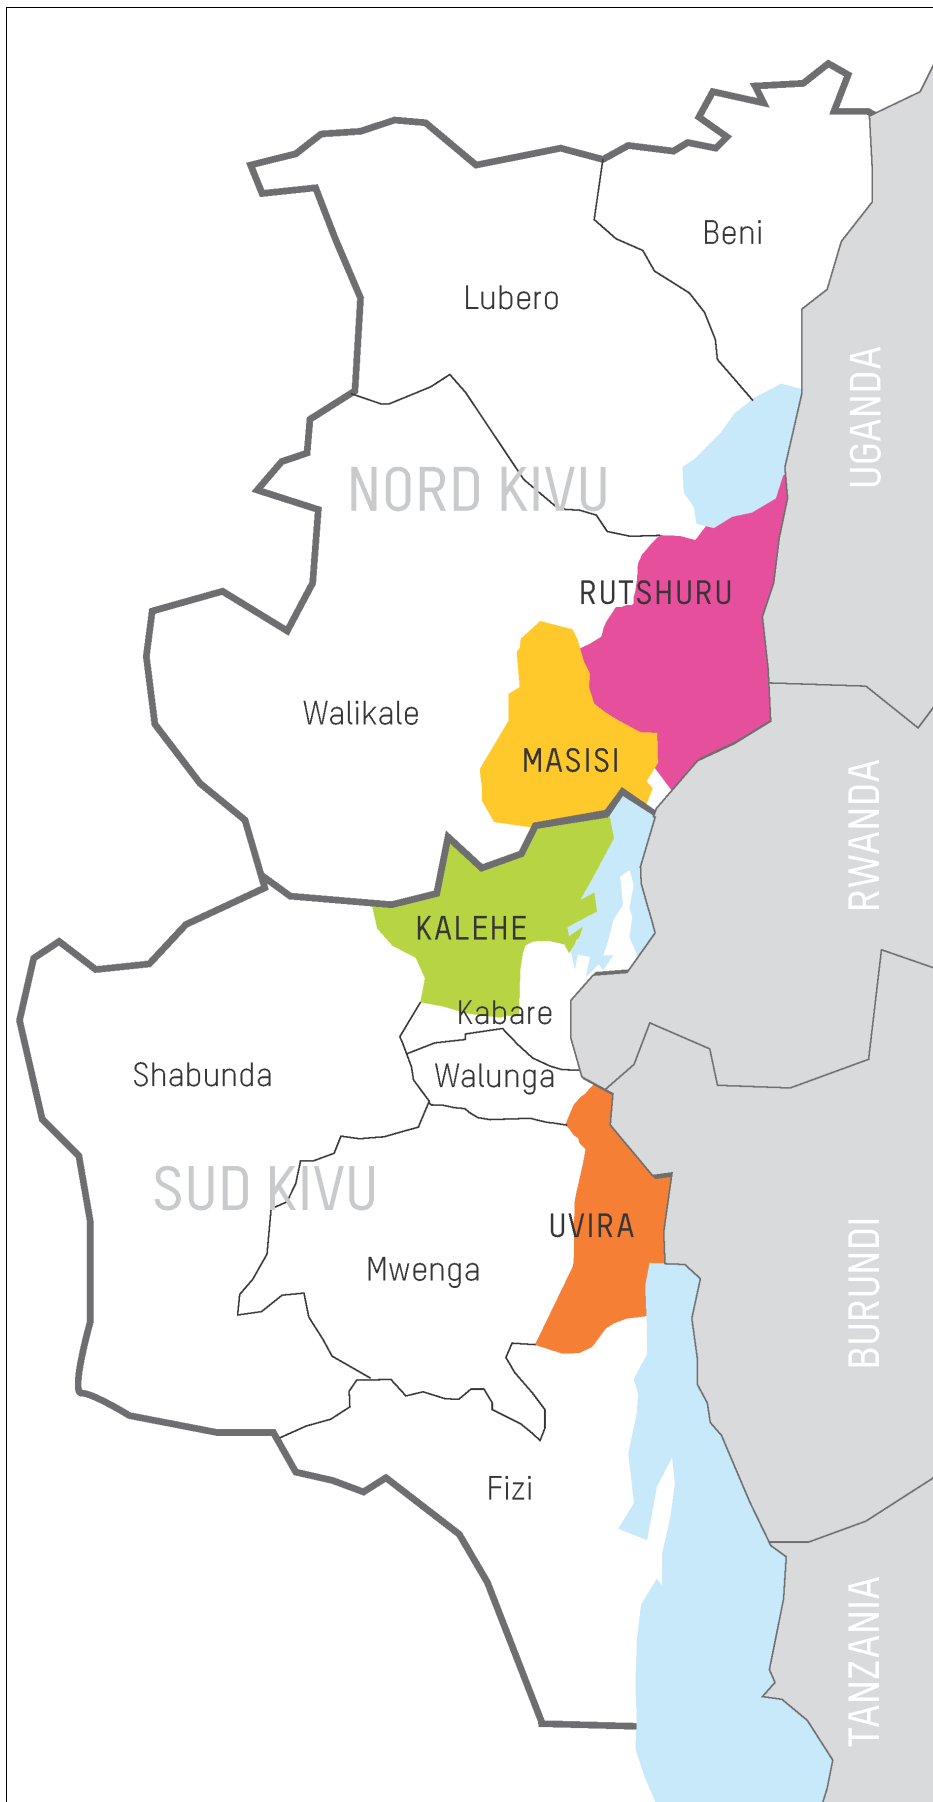 Beni
Lubero
UGANDA
NORD KIVU
RUTSHURU
Walikale
MASISI
RWANDA
KALEHE
Kabare
Shabunda
Walunga
SUD KIVU
UVIRA
Mwenga
BURUNDI
Fizi
TANZANIA